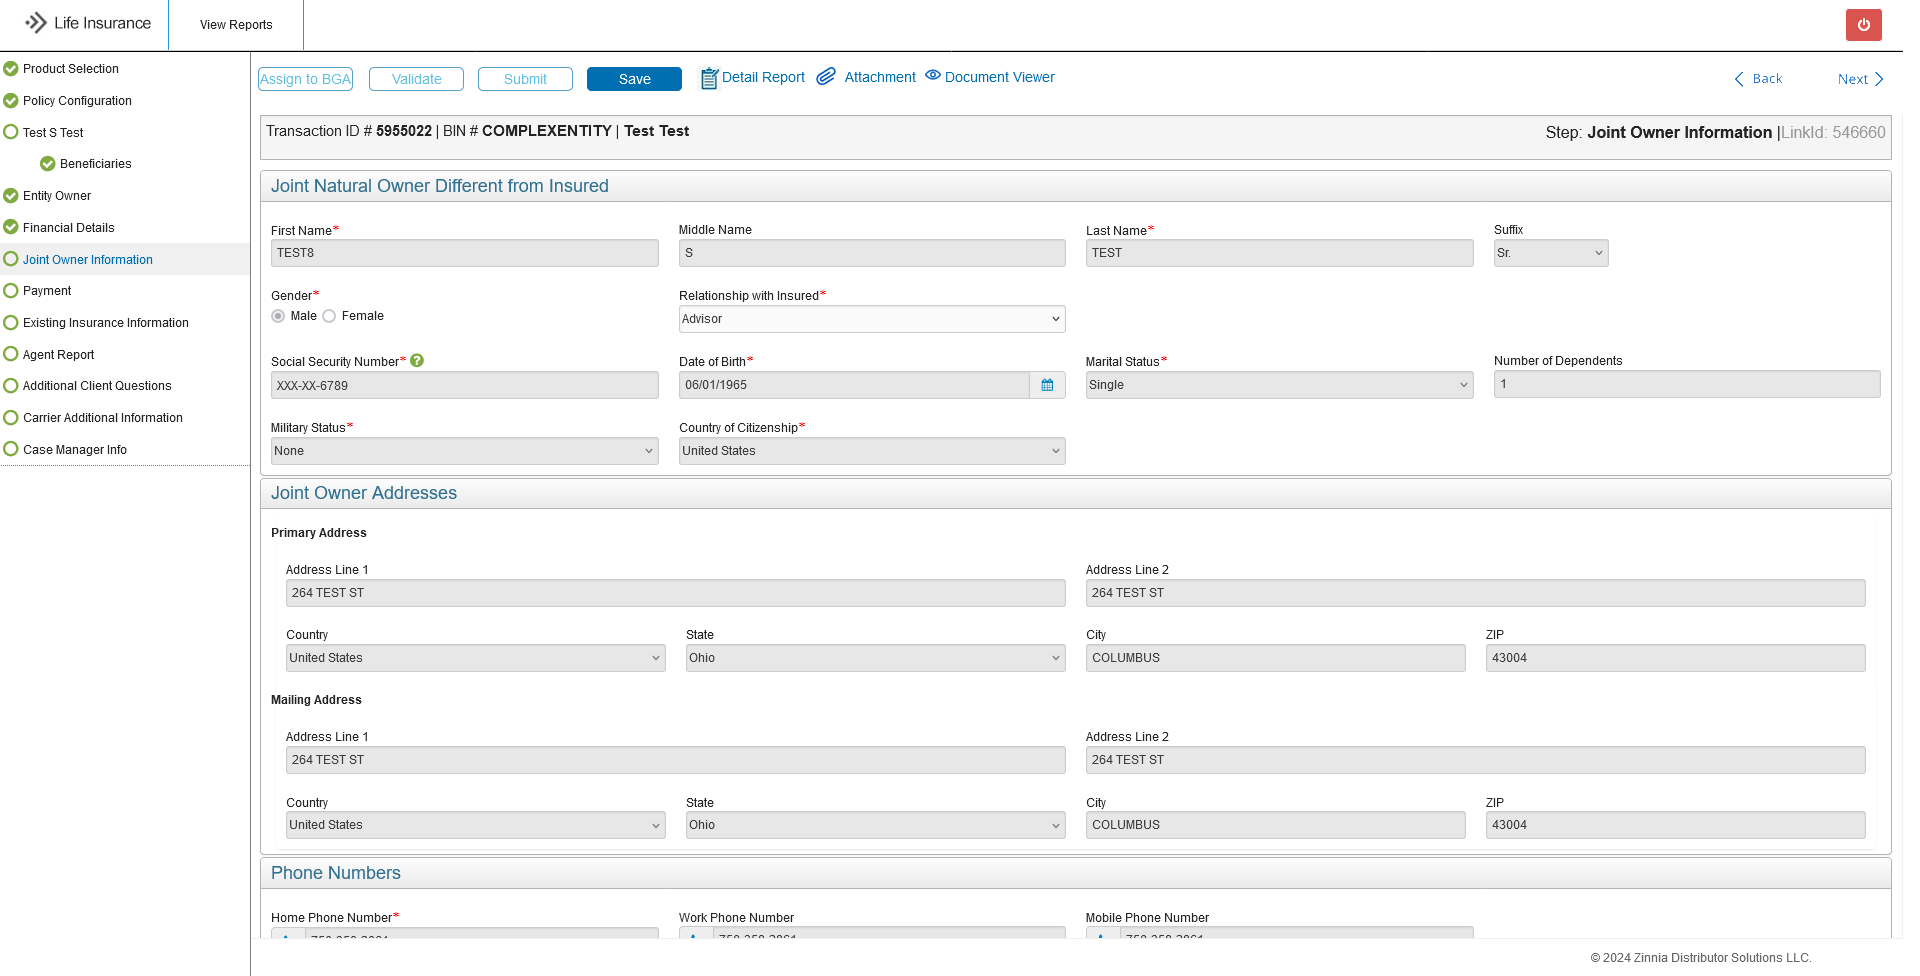 Life Insurance
View Reports
Product Selection
Policy Configuration
Test S Test
Beneficiaries
Entity Owner
Financial Details
Joint Owner Information
Payment
Existing Insurance Information
Agent Report
Additional Client Questions
Carrier Additional Information
Case Manager Info
Assign to BGA Validate Submit Save Detail Report Attachment Document Viewer Back Next
Transaction ID # 5955022 | BIN # COMPLEXENTITY | Test Test
Step: Joint Owner Information |LinkId: 546660
Joint Natural Owner Different from Insured
First Name* Middle Name Last Name* Suffix
TEST8 S TEST Sr.
Gender* Relationship with Insured*
Male Female Advisor
Social Security Number* ? Date of Birth* Marital Status* Number of Dependents
XXX-XX-6789 06/01/1965 Single 1
Military Status* Country of Citizenship*
None United States
Joint Owner Addresses
Primary Address
Address Line 1 Address Line 2
264 TEST ST 264 TEST ST
Country State City ZIP
United States Ohio COLUMBUS 43004
Mailing Address
Address Line 1 Address Line 2
264 TEST ST 264 TEST ST
Country State City ZIP
United States Ohio COLUMBUS 43004
Phone Numbers
Home Phone Number* Work Phone Number Mobile Phone Number
© 2024 Zinnia Distributor Solutions LLC.